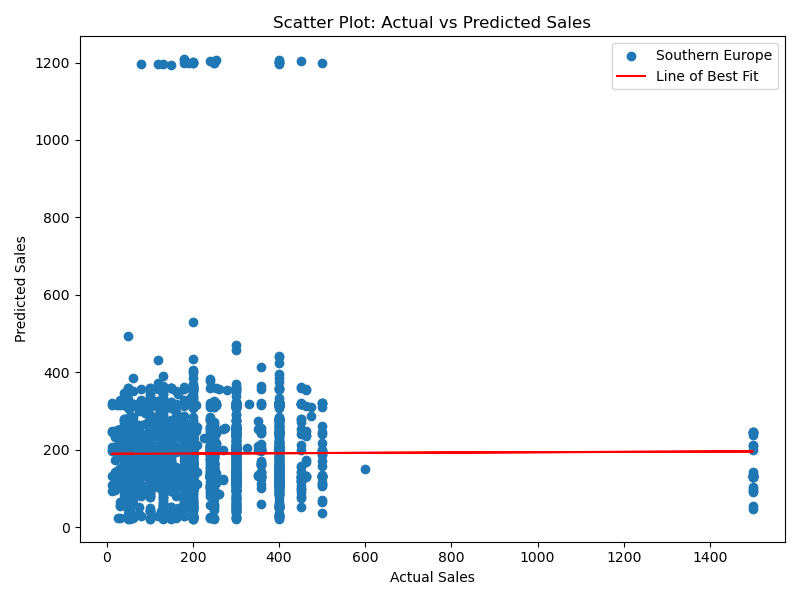 Scatter Plot: Actual vs Predicted Sales
Southern Europe
Line of Best Fit
1200
1000
800
600
400
200
0
Predicted Sales
0 200 400 600 800 1000 1200 1400
Actual Sales